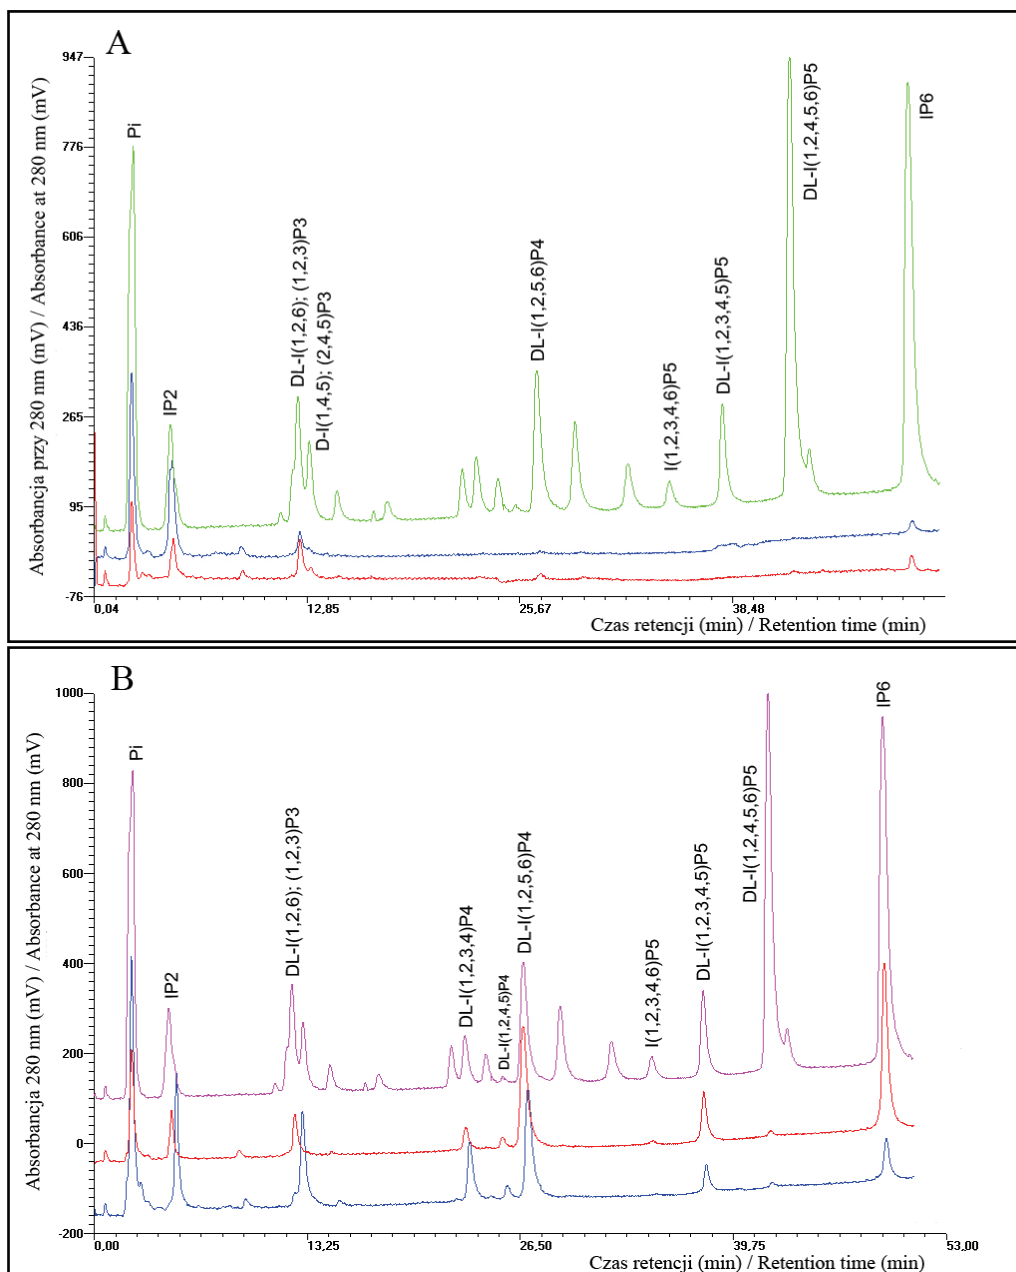 A
947
776
606
436
265
95
-76
Absorbancja przy 280 nm (mV) / Absorbance at 280 nm (mV)
Pi
IP2
DL-I(1,2,6); (1,2,3)P3
D-I(1,4,5); (2,4,5)P3
DL-I(1,2,5,6)P4
I(1,2,3,4,6)P5
DL-I(1,2,3,4,5)P5
DL-I(1,2,4,5,6)P5
IP6
0,04 12,85 25,67 38,48
Czas retencji (min) / Retention time (min)
B
1000
800
600
400
200
0
-200
Absorbancja 280 nm (mV) / Absorbance at 280 nm (mV)
Pi
IP2
DL-I(1,2,6); (1,2,3)P3
DL-I(1,2,3,4)P4
DL-I(1,2,4,5)P4
DL-I(1,2,5,6)P4
I(1,2,3,4,6)P5
DL-I(1,2,3,4,5)P5
DL-I(1,2,4,5,6)P5
IP6
0,00 13,25 26,50 39,75 53,00
Czas retencji (min) / Retention time (min)